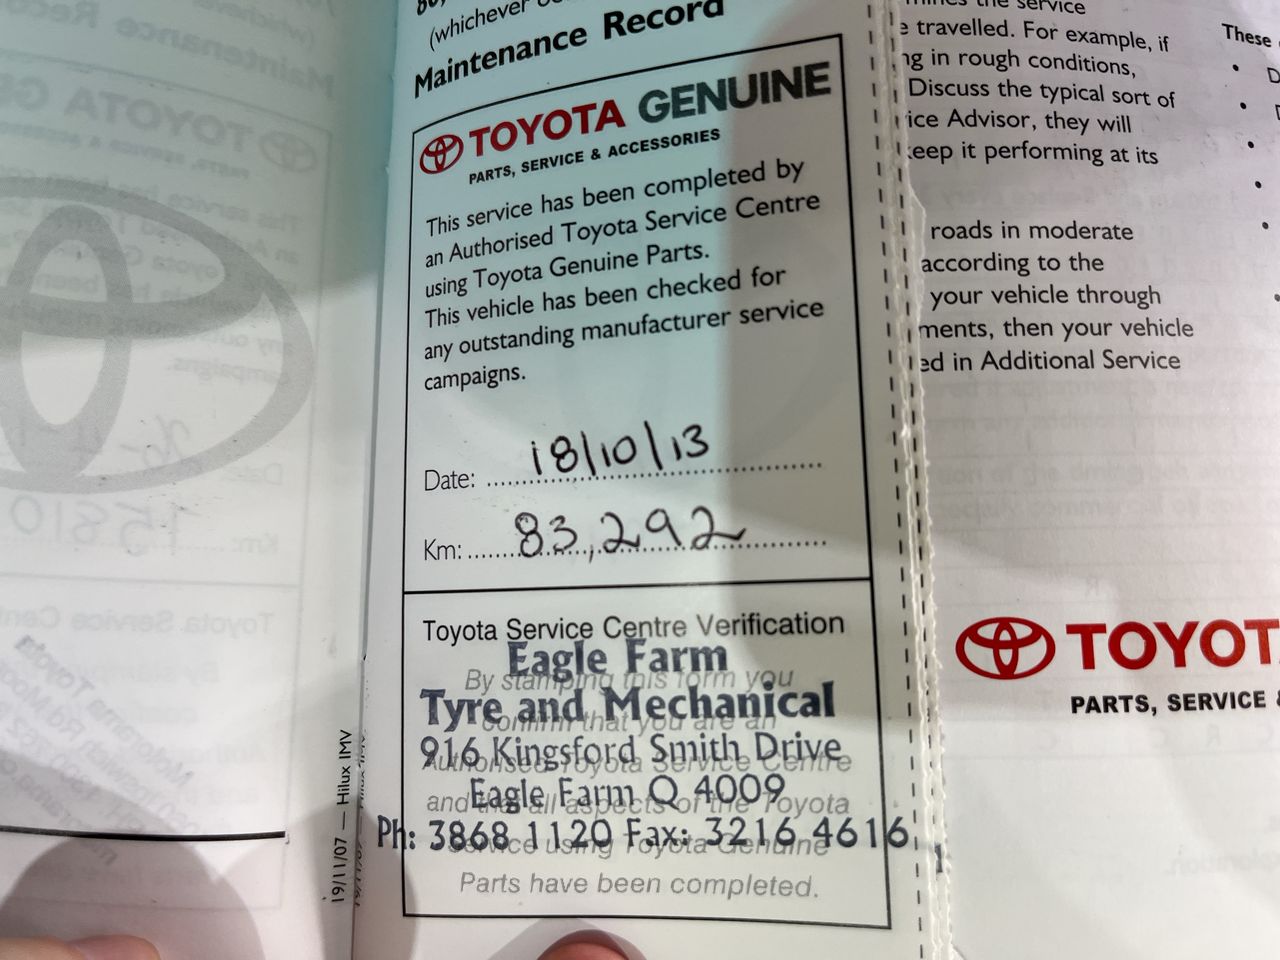 (whichever
Maintenance Record
TOYOTA GENUINE
PARTS, SERVICE & ACCESSORIES
This service has been completed by
an Authorised Toyota Service Centre
using Toyota Genuine Parts.
This vehicle has been checked for
any outstanding manufacturer service
campaigns.
Date: 18/10/13
Km: 83,292
Toyota Service Centre Verification
Eagle Farm
By stamping this form you
Tyre and Mechanical
confirm that you are an
916 Kingsford Smith Drive
Authorised Toyota Service Centre
Eagle Farm Q 4009
and all aspects of the Toyota
Ph: 3868 1120 Fax: 3216 4616
Service using Toyota Genuine
Parts have been completed.
19/11/07 — Hilux IMV
the service
travelled. For example, if
in rough conditions,
Discuss the typical sort of
Advisor, they will
keep it performing at its
roads in moderate
according to the
your vehicle through
then your vehicle
in Additional Service
These
TOYOTA
PARTS, SERVICE &